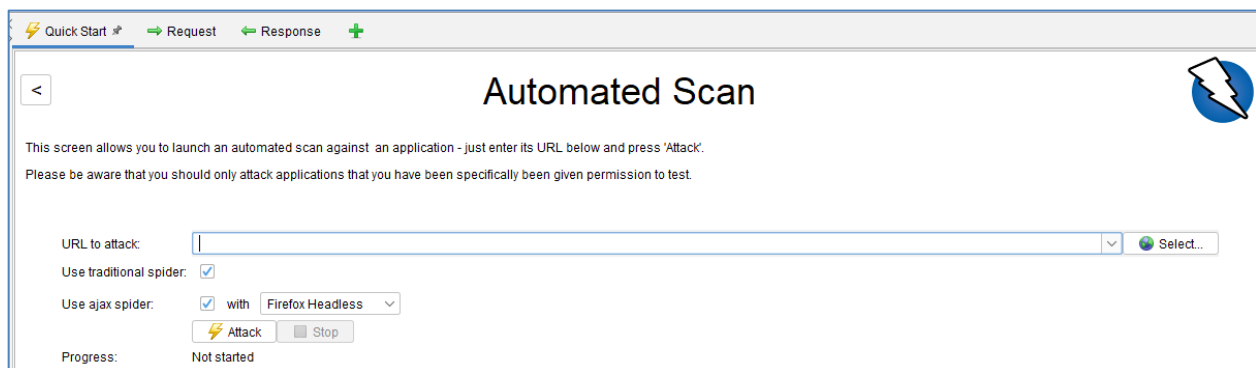 Quick Start Request Response
<
Automated Scan
This screen allows you to launch an automated scan against an application - just enter its URL below and press 'Attack'.
Please be aware that you should only attack applications that you have been specifically been given permission to test.
URL to attack: Select...
Use traditional spider:
Use ajax spider: with Firefox Headless
Attack Stop
Progress: Not started